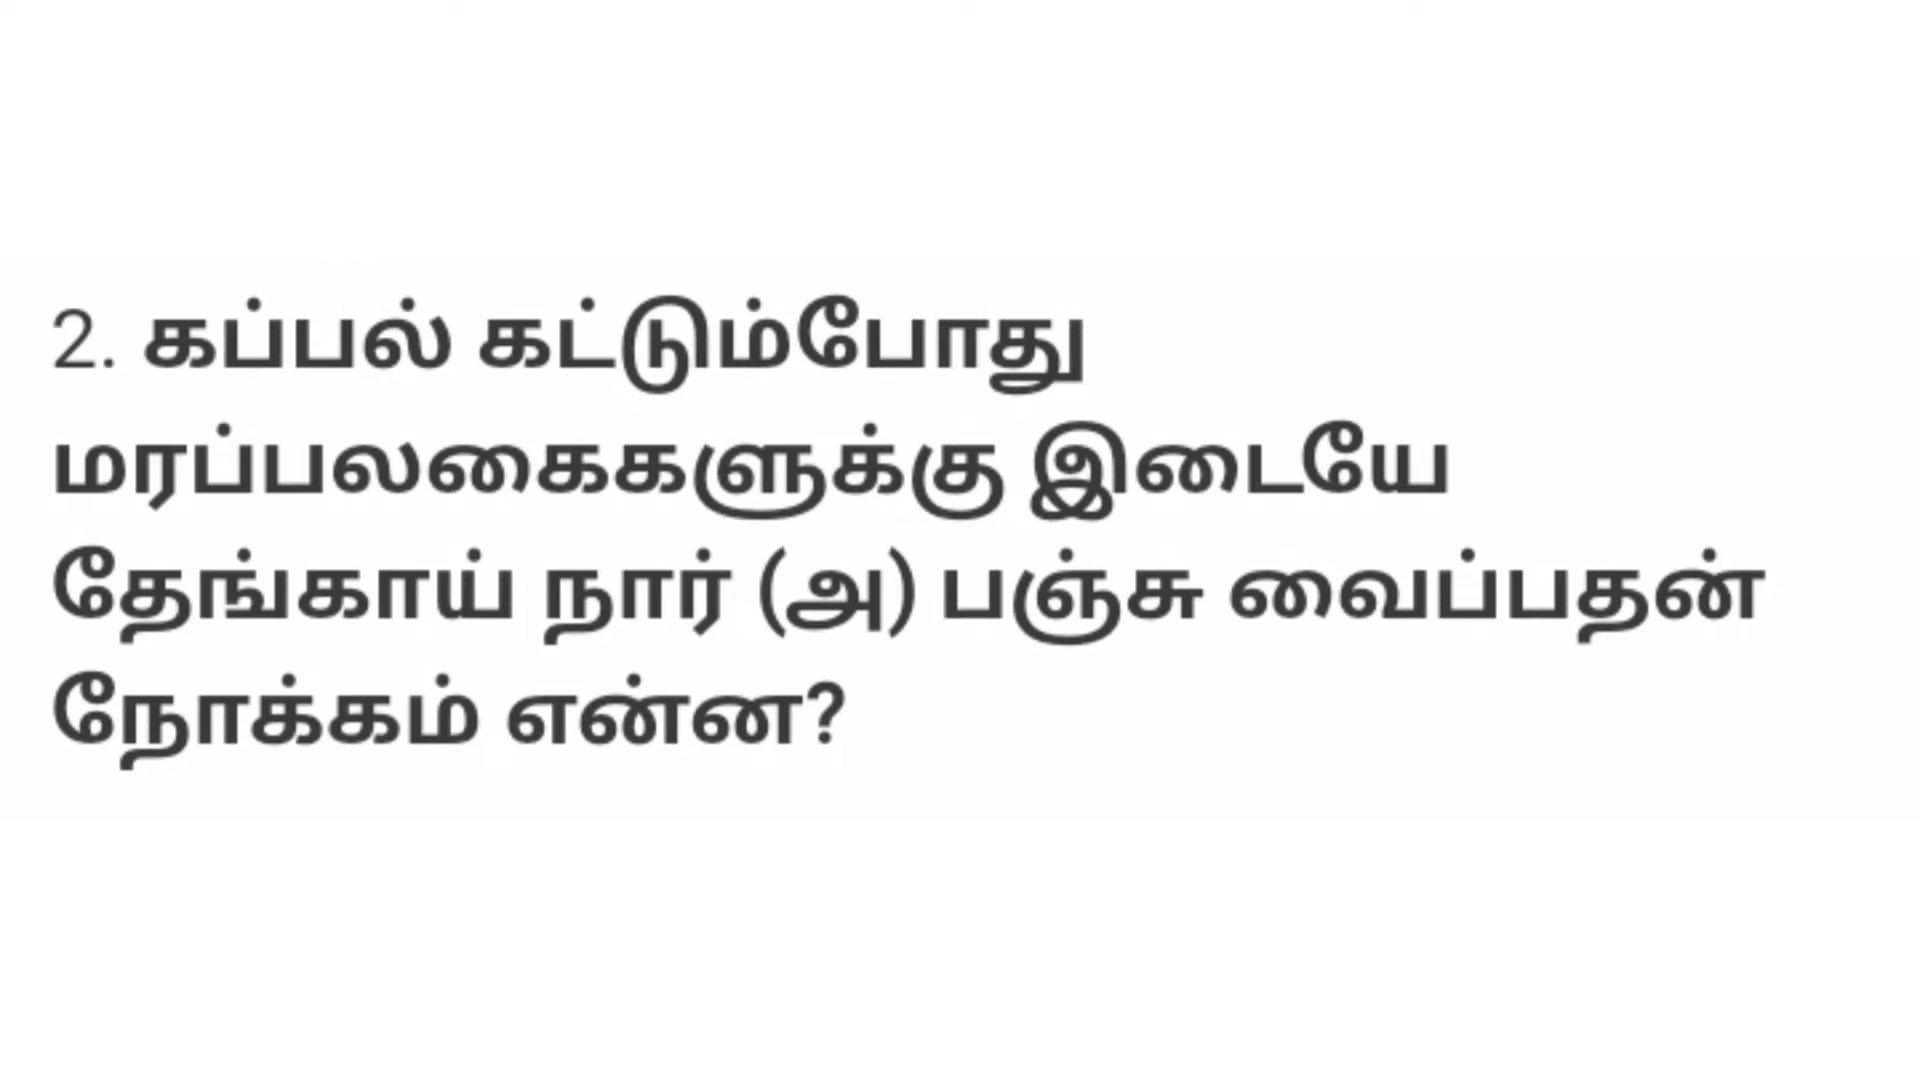 2. கப்பல் கட்டும்போது
மரப்பலகைகளுக்கு இடையே
தேங்காய் நார் (அ) பஞ்சு வைப்பதன்
நோக்கம் என்ன?